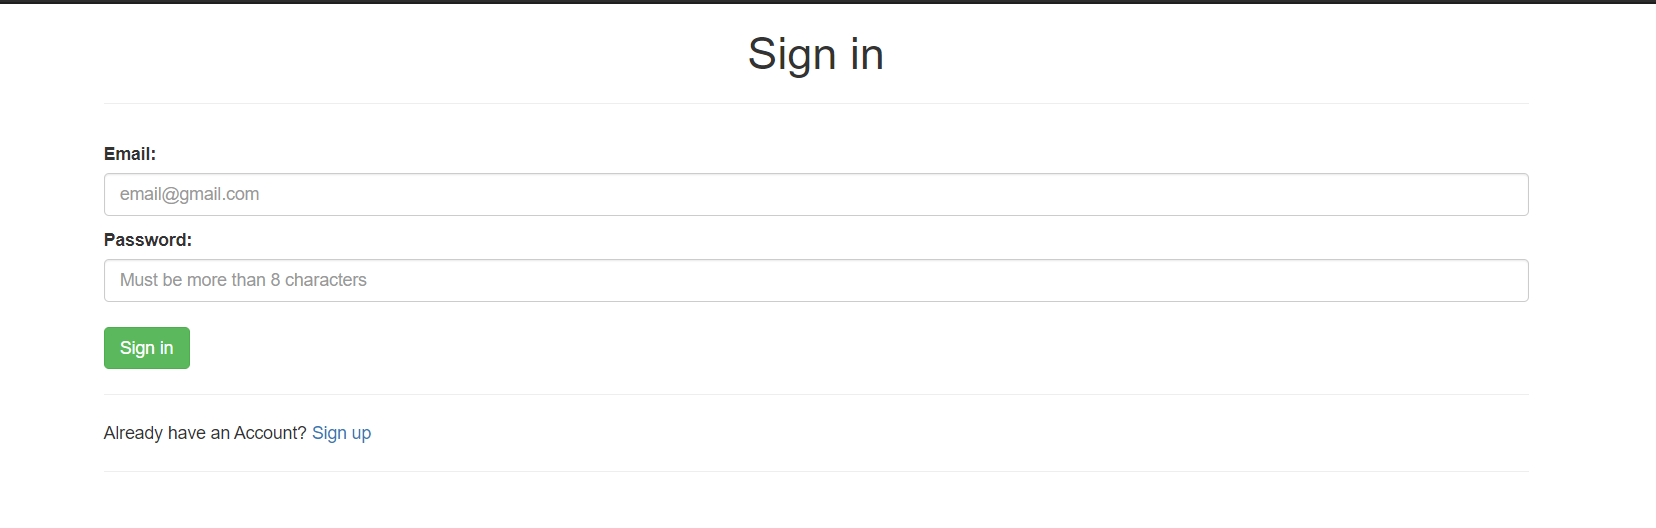 Sign in
Email:
email@gmail.com
Password:
Must be more than 8 characters
Sign in
Already have an Account? Sign up